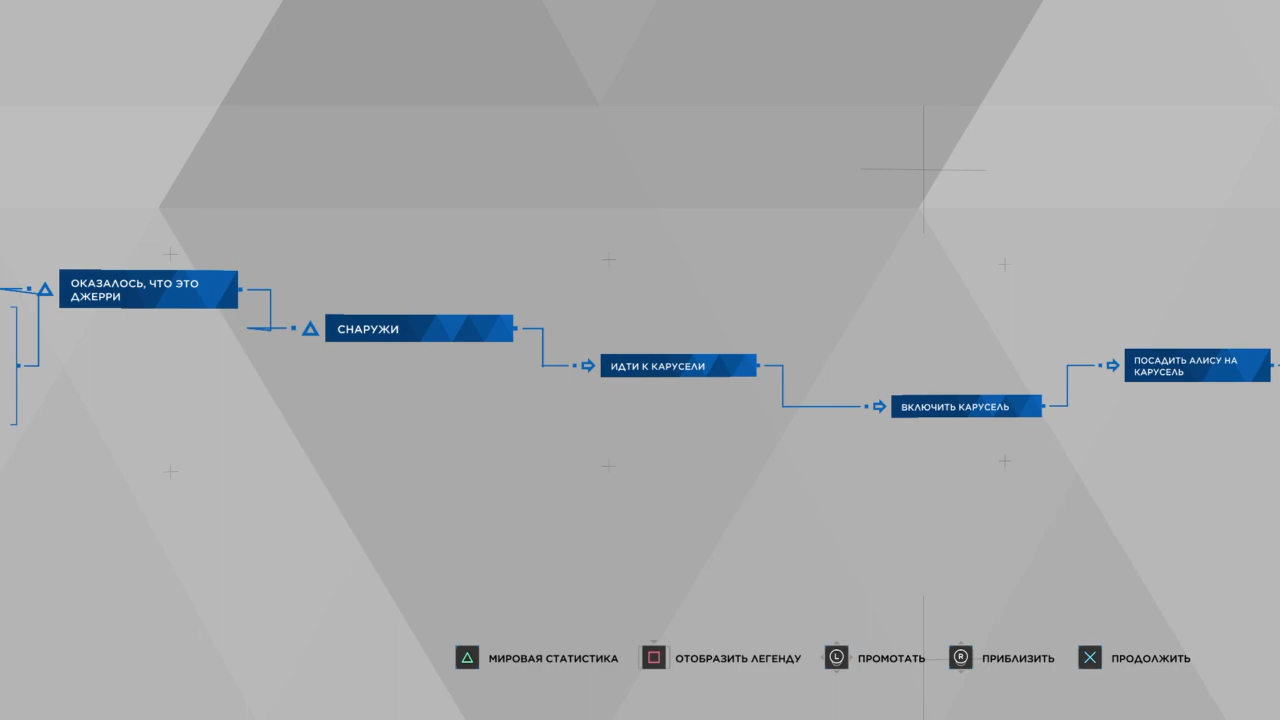 ОКАЗАЛОСЬ, ЧТО ЭТО
ДЖЕРРИ
СНАРУЖИ
ИДТИ К КАРУСЕЛИ
ВКЛЮЧИТЬ КАРУСЕЛЬ
ПОСАДИТЬ АЛИСУ НА
КАРУСЕЛЬ
МИРОВАЯ СТАТИСТИКА
ОТОБРАЗИТЬ ЛЕГЕНДУ
L ПРОМОТАТЬ
R ПРИБЛИЗИТЬ
ПРОДОЛЖИТЬ